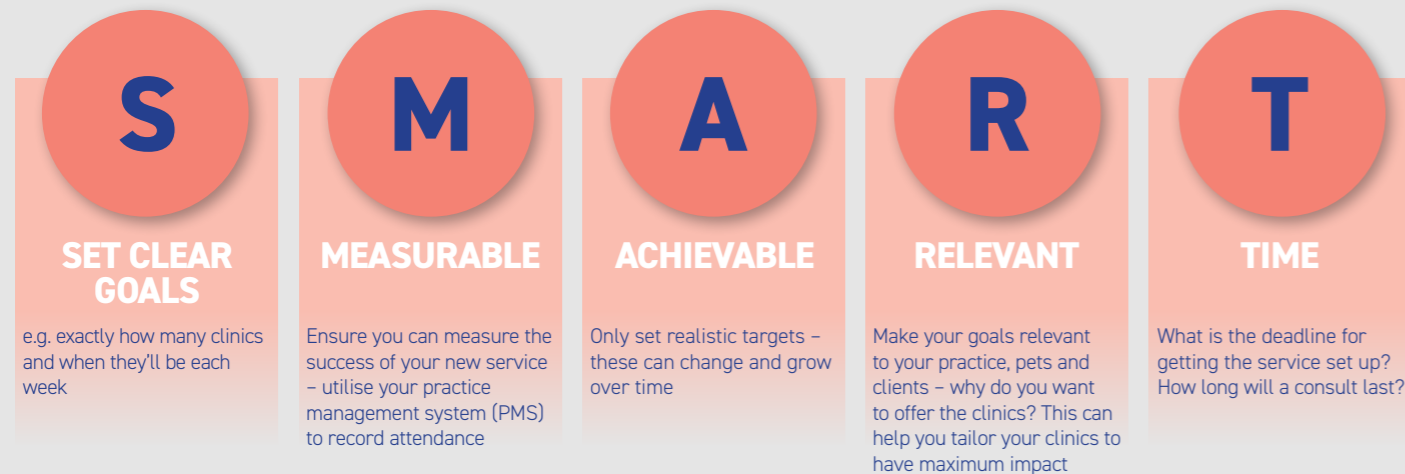 S
SET CLEAR
GOALS
e.g. exactly how many clinics
and when they'll be each
week
M
MEASURABLE
Ensure you can measure the
success of your new service
– utilise your practice
management system (PMS)
to record attendance
A
ACHIEVABLE
Only set realistic targets –
these can change and grow
over time
R
RELEVANT
Make your goals relevant
to your practice, pets and
clients – why do you want
to offer the clinics? This can
help you tailor your clinics to
have maximum impact
T
TIME
What is the deadline for
getting the service set up?
How long will a consult last?